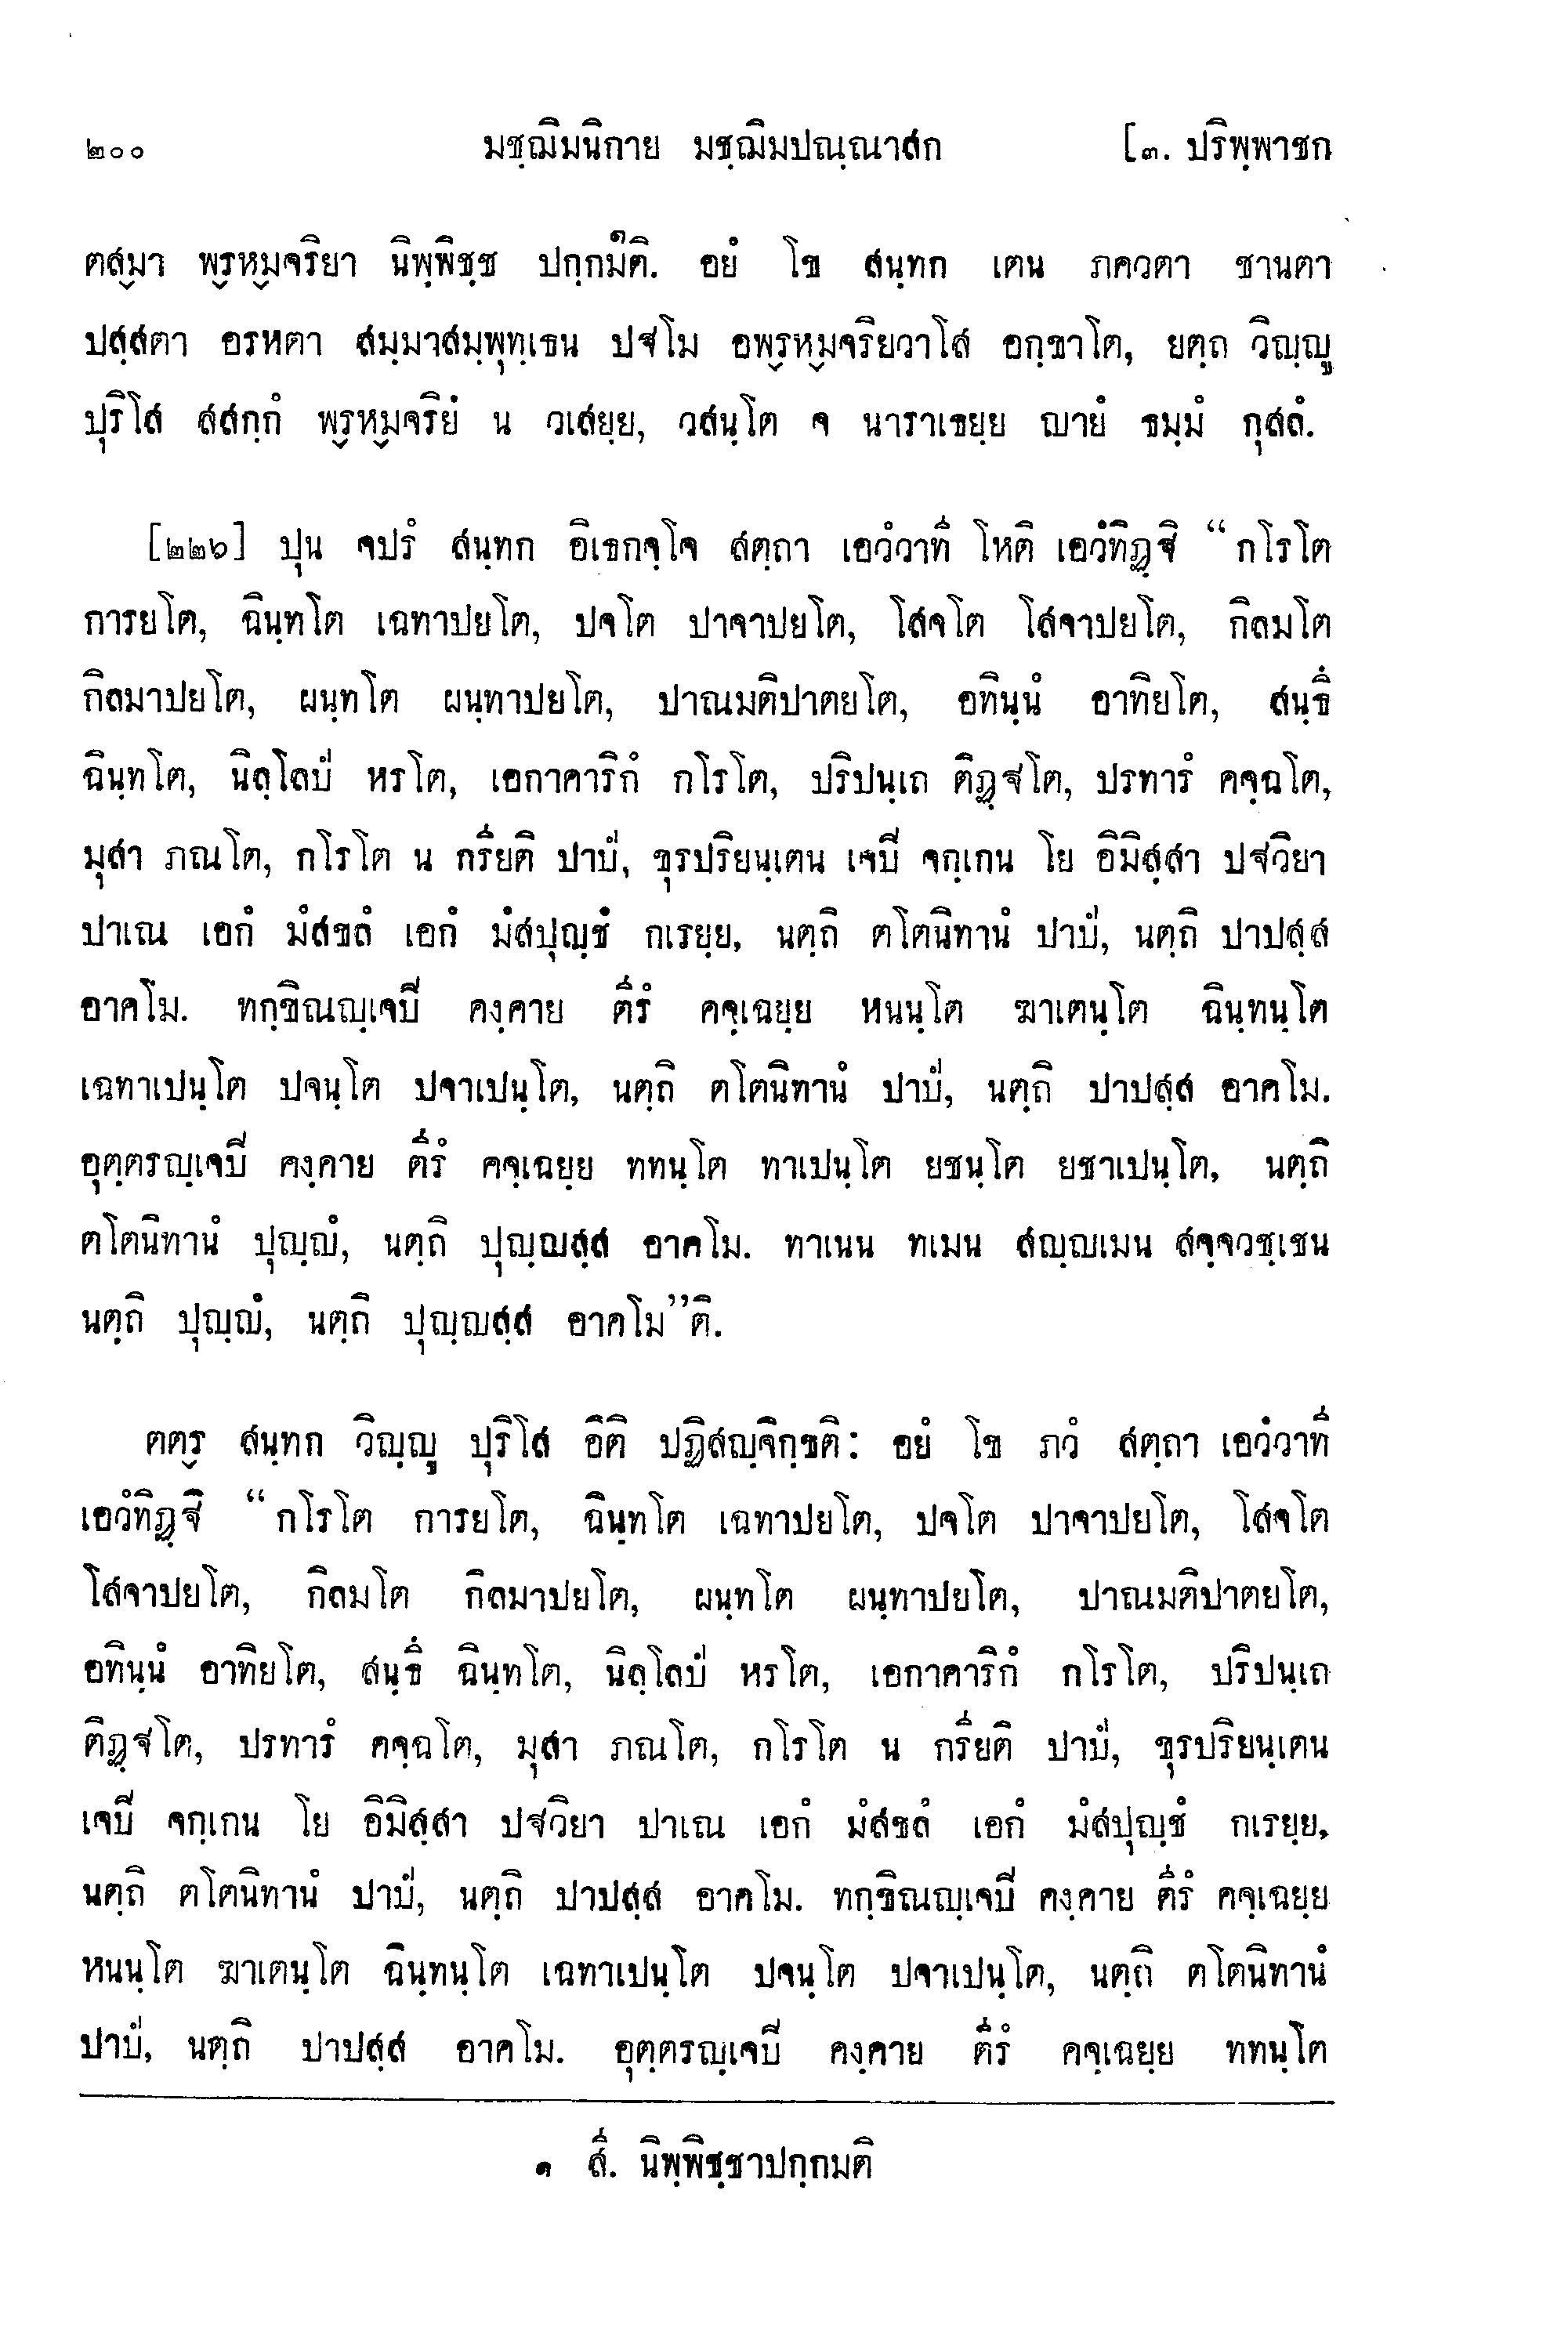 ๒๐๐ มชฺฌิมนิกาย มชฺฌิมปณฺณาสก [๓. ปริพฺพาชก
ตสฺมา พฺรหฺมจริยา นิพฺพิชฺช ปกฺกมติ๑. อยํ โข สนฺทก เตน ภควตา ชานตา
ปสฺสตา อรหตา สมฺมาสมฺพุทฺเธน ปฐโม อพฺรหฺมจริยวาโส อกฺขาโต, ยตฺถ วิญฺญู
ปุริโส สสกฺกํ พฺรหฺมจริยํ น วเสยฺย, วสนฺโต จ นาราเธยฺย ญายํ ธมฺมํ กุสลํ.
[๒๒๖] ปุน จปรํ สนฺทก อิเธกจฺโจ สตฺถา เอวํวาที โหติ เอวํทิฏฺฐิ “กโรโต
การยโต, ฉินฺทโต เฉทาปยโต, ปจโต ปาจาปยโต, โสจโต โสจาปยโต, กิลมโต
กิลมาปยโต, ผนฺทโต ผนฺทาปยโต, ปาณมติปาตยโต, อทินฺนํ อาทิยโต, สนฺธึ
ฉินฺทโต, นิลฺโลปํ หรโต, เอกาคาริกํ กโรโต, ปริปนฺเถ ติฏฺฐโต, ปรทารํ คจฺฉโต,
มุสา ภณโต, กโรโต น กรียติ ปาปํ, ขุรปริยนฺเตน เจปิ จกฺเกน โย อิมิสฺสา ปฐวิยา
ปาเณ เอกํ มํสขลํ เอกํ มํสปุญฺชํ กเรยฺย, นตฺถิ ตโตนิทานํ ปาปํ, นตฺถิ ปาปสฺส
อาคโม. ทกฺขิณญฺเจปิ คงฺคาย ตีรํ คจฺเฉยฺย หนนฺโต ฆาเตนฺโต ฉินฺทนฺโต
เฉทาเปนฺโต ปจนฺโต ปจาเปนฺโต, นตฺถิ ตโตนิทานํ ปาปํ, นตฺถิ ปาปสฺส อาคโม.
อุตฺตรญฺเจปิ คงฺคาย ตีรํ คจฺเฉยฺย ททนฺโต ทาเปนฺโต ยชนฺโต ยชาเปนฺโต, นตฺถิ
ตโตนิทานํ ปุญฺญํ, นตฺถิ ปุญฺญสฺส อาคโม. ทาเนน ทเมน สญฺญเมน สจฺจวชฺเชน
นตฺถิ ปุญฺญํ, นตฺถิ ปุญฺญสฺส อาคโม”ติ.
ตตฺร สนฺทก วิญฺญู ปุริโส อิติ ปฏิสญฺจิกฺขติ: อยํ โข ภวํ สตฺถา เอวํวาที
เอวํทิฏฺฐิ “กโรโต การยโต, ฉินฺทโต เฉทาปยโต, ปจโต ปาจาปยโต, โสจโต
โสจาปยโต, กิลมโต กิลมาปยโต, ผนฺทโต ผนฺทาปยโต, ปาณมติปาตยโต,
อทินฺนํ อาทิยโต, สนฺธึ ฉินฺทโต, นิลฺโลปํ หรโต, เอกาคาริกํ กโรโต, ปริปนฺเถ
ติฏฺฐโต, ปรทารํ คจฺฉโต, มุสา ภณโต, กโรโต น กรียติ ปาปํ, ขุรปริยนฺเตน
เจปิ จกฺเกน โย อิมิสฺสา ปฐวิยา ปาเณ เอกํ มํสขลํ เอกํ มํสปุญฺชํ กเรยฺย,
นตฺถิ ตโตนิทานํ ปาปํ, นตฺถิ ปาปสฺส อาคโม. ทกฺขิณญฺเจปิ คงฺคาย ตีรํ คจฺเฉยฺย
หนนฺโต ฆาเตนฺโต ฉินฺทนฺโต เฉทาเปนฺโต ปจนฺโต ปจาเปนฺโต, นตฺถิ ตโตนิทานํ
ปาปํ, นตฺถิ ปาปสฺส อาคโม. อุตฺตรญฺเจปิ คงฺคาย ตีรํ คจฺเฉยฺย ททนฺโต
๑ สี. นิพฺพิชฺชาปกฺกมติ